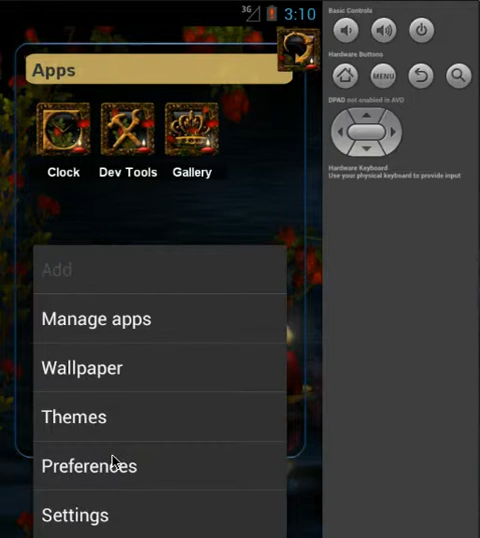 3G 3:10
Apps
Clock Dev Tools Gallery
Add
Manage apps
Wallpaper
Themes
Preferences
Settings
Basic Controls
Hardware Buttons
MENU
DPAD not enabled in AVD
Hardware Keyboard
Use your physical keyboard to provide input